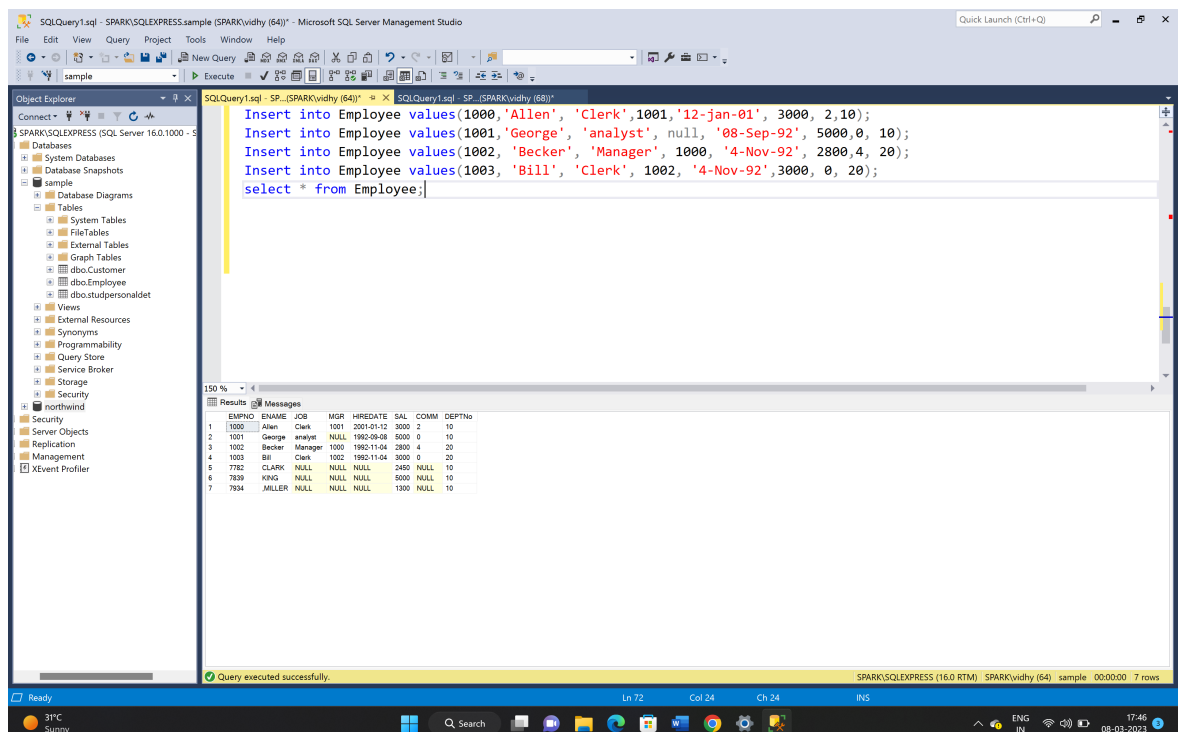 SQLQuery1.sql - SPARK\SQLEXPRESS.sample (SPARK\vidhy (64))* - Microsoft SQL Server Management Studio
Quick Launch (Ctrl+Q)
File Edit View Query Project Tools Window Help
New Query
sample
Execute
Object Explorer
SQLQuery1.sql - SP...(SPARK\vidhy (64))*
SQLQuery1.sql - SP...(SPARK\vidhy (68))*
Connect
SPARK\SQLEXPRESS (SQL Server 16.0.1000 - S
Databases
System Databases
Database Snapshots
sample
Database Diagrams
Tables
System Tables
FileTables
External Tables
Graph Tables
dbo.Customer
dbo.Employee
dbo.studpersonaldet
Views
External Resources
Synonyms
Programmability
Query Store
Service Broker
Storage
Security
northwind
Security
Server Objects
Replication
Management
XEvent Profiler
Insert into Employee values(1000,'Allen', 'Clerk',1001,'12-jan-01', 3000, 2,10);
Insert into Employee values(1001,'George', 'analyst', null, '08-Sep-92', 5000,0, 10);
Insert into Employee values(1002, 'Becker', 'Manager', 1000, '4-Nov-92', 2800,4, 20);
Insert into Employee values(1003, 'Bill', 'Clerk', 1002, '4-Nov-92',3000, 0, 20);
select * from Employee;
150 %
Results Messages
EMPNO ENAME JOB MGR HIREDATE SAL COMM DEPTNo
1 1000 Allen Clerk 1001 2001-01-12 3000 2 10
2 1001 George analyst NULL 1992-09-08 5000 0 10
3 1002 Becker Manager 1000 1992-11-04 2800 4 20
4 1003 Bill Clerk 1002 1992-11-04 3000 0 20
5 7782 CLARK NULL NULL NULL 2450 NULL 10
6 7839 KING NULL NULL NULL 5000 NULL 10
7 7934 ,MILLER NULL NULL NULL 1300 NULL 10
Query executed successfully.
SPARK\SQLEXPRESS (16.0 RTM) SPARK\vidhy (64) sample 00:00:00 7 rows
Ready Ln 72 Col 24 Ch 24 INS
31°C
Sunny
Search
ENG
IN
17:46
08-03-2023
3